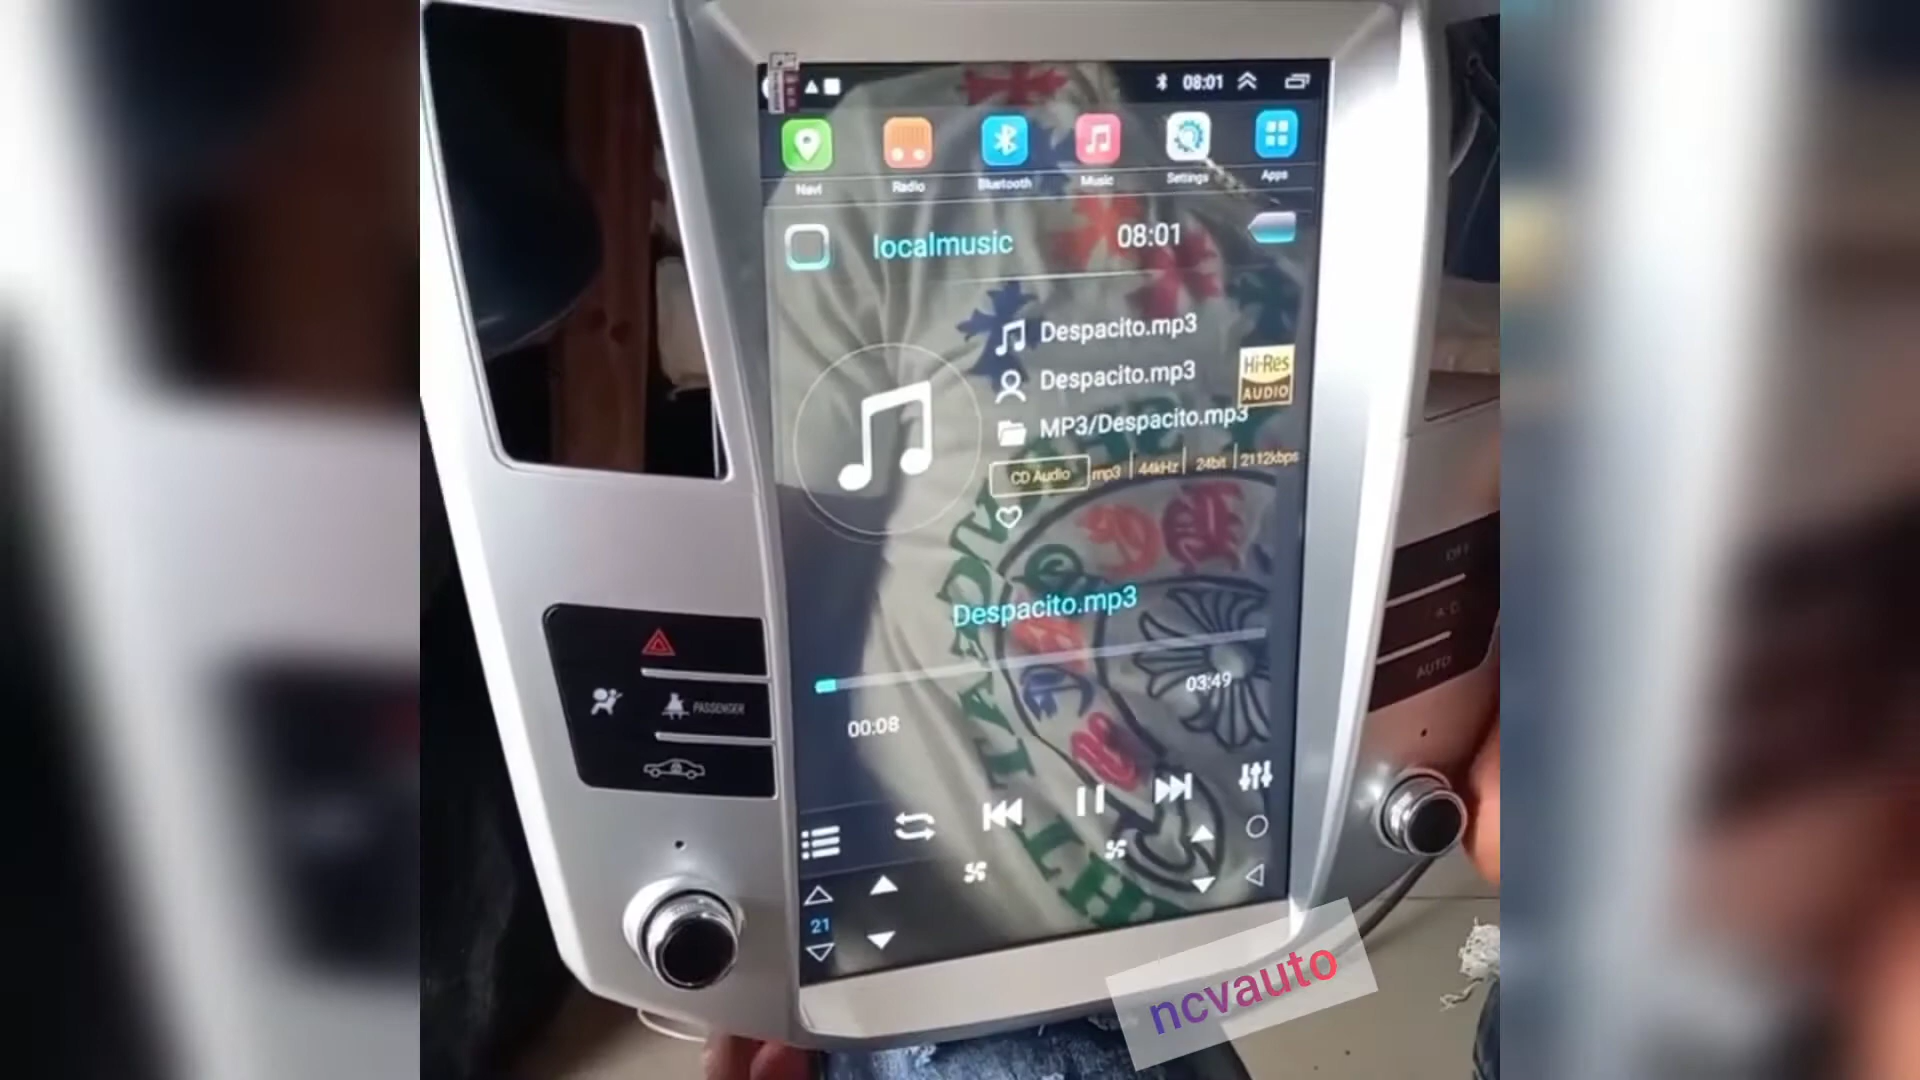 08:01
Navi
Radio
Bluetooth
Music
Settings
Apps
localmusic
08:01
Despacito.mp3
Despacito.mp3
Hi-Res
AUDIO
MP3/Despacito.mp3
CD Audio mp3 44kHz 24bit 2112kbps
Despacito.mp3
00:08
03:49
21
PASSENGER
OFF
AUTO
ncvauto